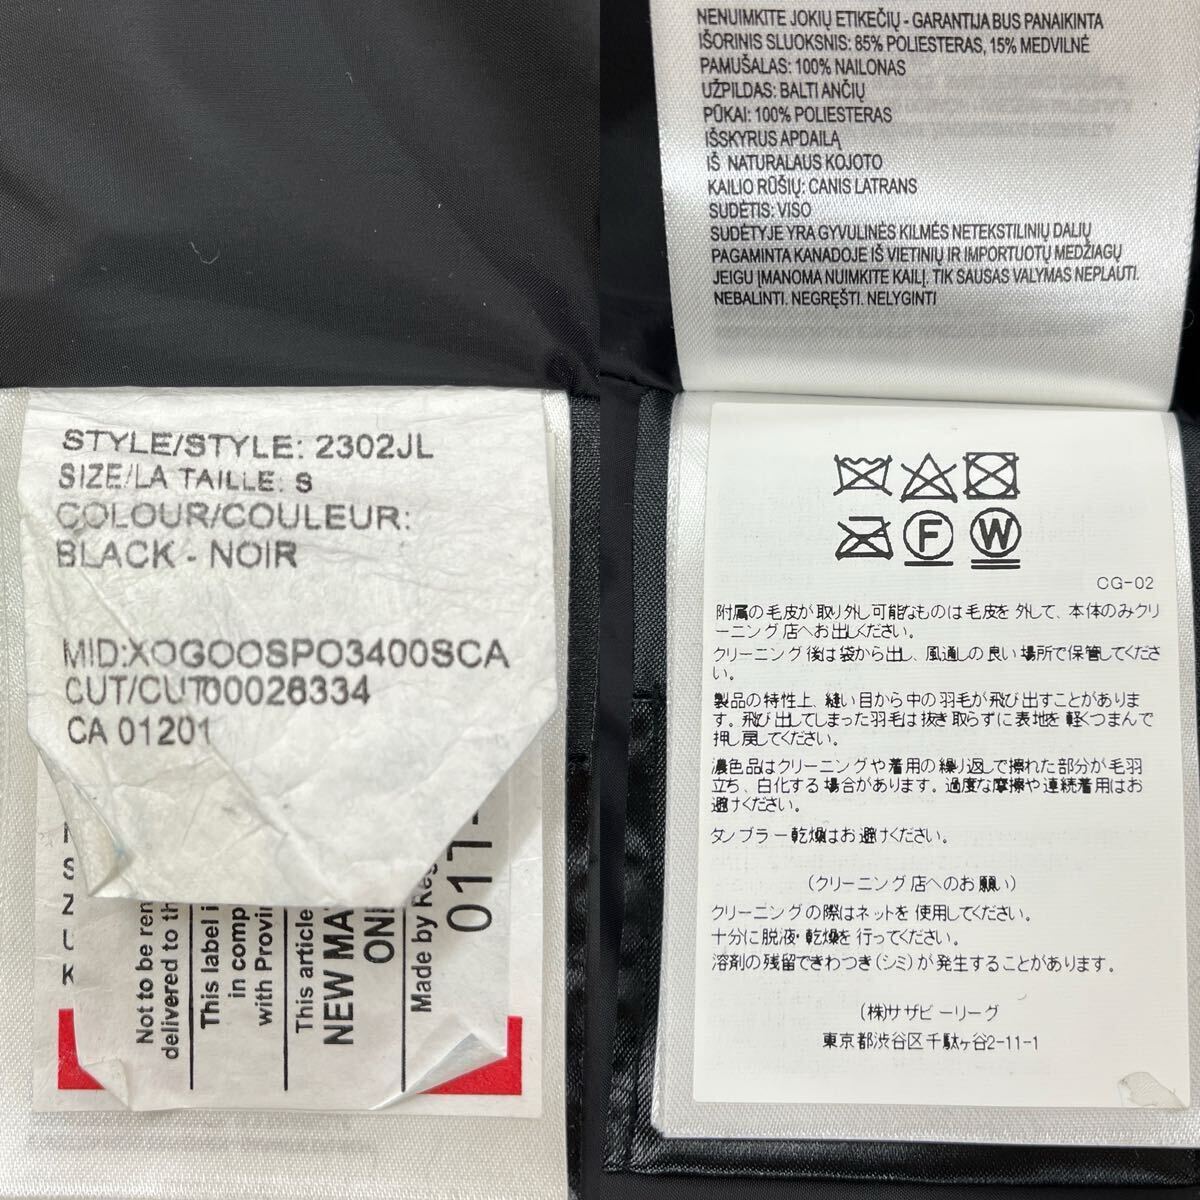 NENUIMKITE JOKIŲ ETIKEČIŲ - GARANTIJA BUS PANAIKINTA
IŠORINIS SLUOKSNIS: 85% POLIESTERAS, 15% MEDVILNĖ
PAMUŠALAS: 100% NAILONAS
UŽPILDAS: BALTI ANČIŲ
PŪKAI: 100% POLIESTERAS
IŠSKYRUS APDAILĄ
IŠ NATURALAUS KOJOTO
KAILIO RŪŠIŲ: CANIS LATRANS
SUDĖTIS: VISO
SUDĖTYJE YRA GYVULINĖS KILMĖS NETEKSTILINIŲ DALIŲ
PAGAMINTA KANADOJE IŠ VIETINIŲ IR IMPORTUOTŲ MEDŽIAGŲ
JEIGU ĮMANOMA NUIMKITE KAILĮ. TIK SAUSAS VALYMAS NEPLAUTI.
NEBALINTI. NEGRĘŠTI. NELYGINTI
STYLE/STYLE: 2302JL
SIZE/LA TAILLE: S
COLOUR/COULEUR:
BLACK - NOIR
MID:XOGOOSPO3400SCA
CUT/CUT00026334
CA 01201
S
Z
K
Not to be ren
delivered to th
This label i
in comp
with Provin
This article
NEW MA
ONL
Made by Reg
011
F
W
CG-02
附属の毛皮が取り外し可能なものは毛皮を外して、本体のみクリ
ーニング店へお出しください。
クリーニング後は袋から出し、風通しの良い場所で保管してくださ
い。
製品の特性上、縫い目から中の羽毛が飛び出すことがありま
す。飛び出してしまった羽毛は抜き取らずに表地を軽くつまんで
押し戻してください。
濃色品はクリーニングや着用の繰り返しで擦れた部分が毛羽
立ち、白化する場合があります。過度な摩擦や連続着用はお
避けください。
タンブラー乾燥はお避けください。
(クリーニング店へのお願い)
クリーニングの際はネットを使用してください。
十分に脱液・乾燥を行ってください。
溶剤の残留できわつき(シミ)が発生することがあります。
(株)サザビーリーグ
東京都渋谷区千駄ヶ谷2-11-1